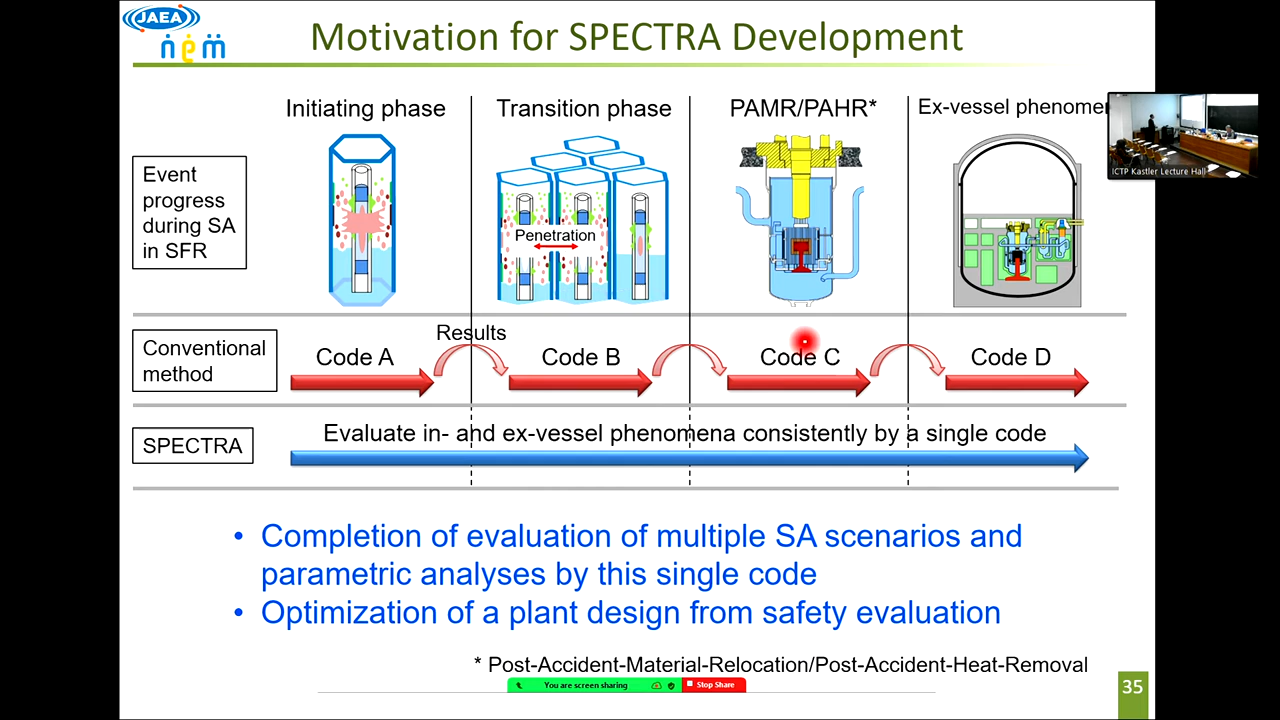 JAEA
Motivation for SPECTRA Development
Initiating phase
Transition phase
PAMR/PAHR*
Ex-vessel phenomen
ICTP Kastler Lecture Hall
Event
progress
during SA
in SFR
Penetration
Conventional
method
Results
Code A
Code B
Code C
Code D
SPECTRA
Evaluate in- and ex-vessel phenomena consistently by a single code
• Completion of evaluation of multiple SA scenarios and
parametric analyses by this single code
• Optimization of a plant design from safety evaluation
* Post-Accident-Material-Relocation/Post-Accident-Heat-Removal
You are screen sharing
Stop Share
35